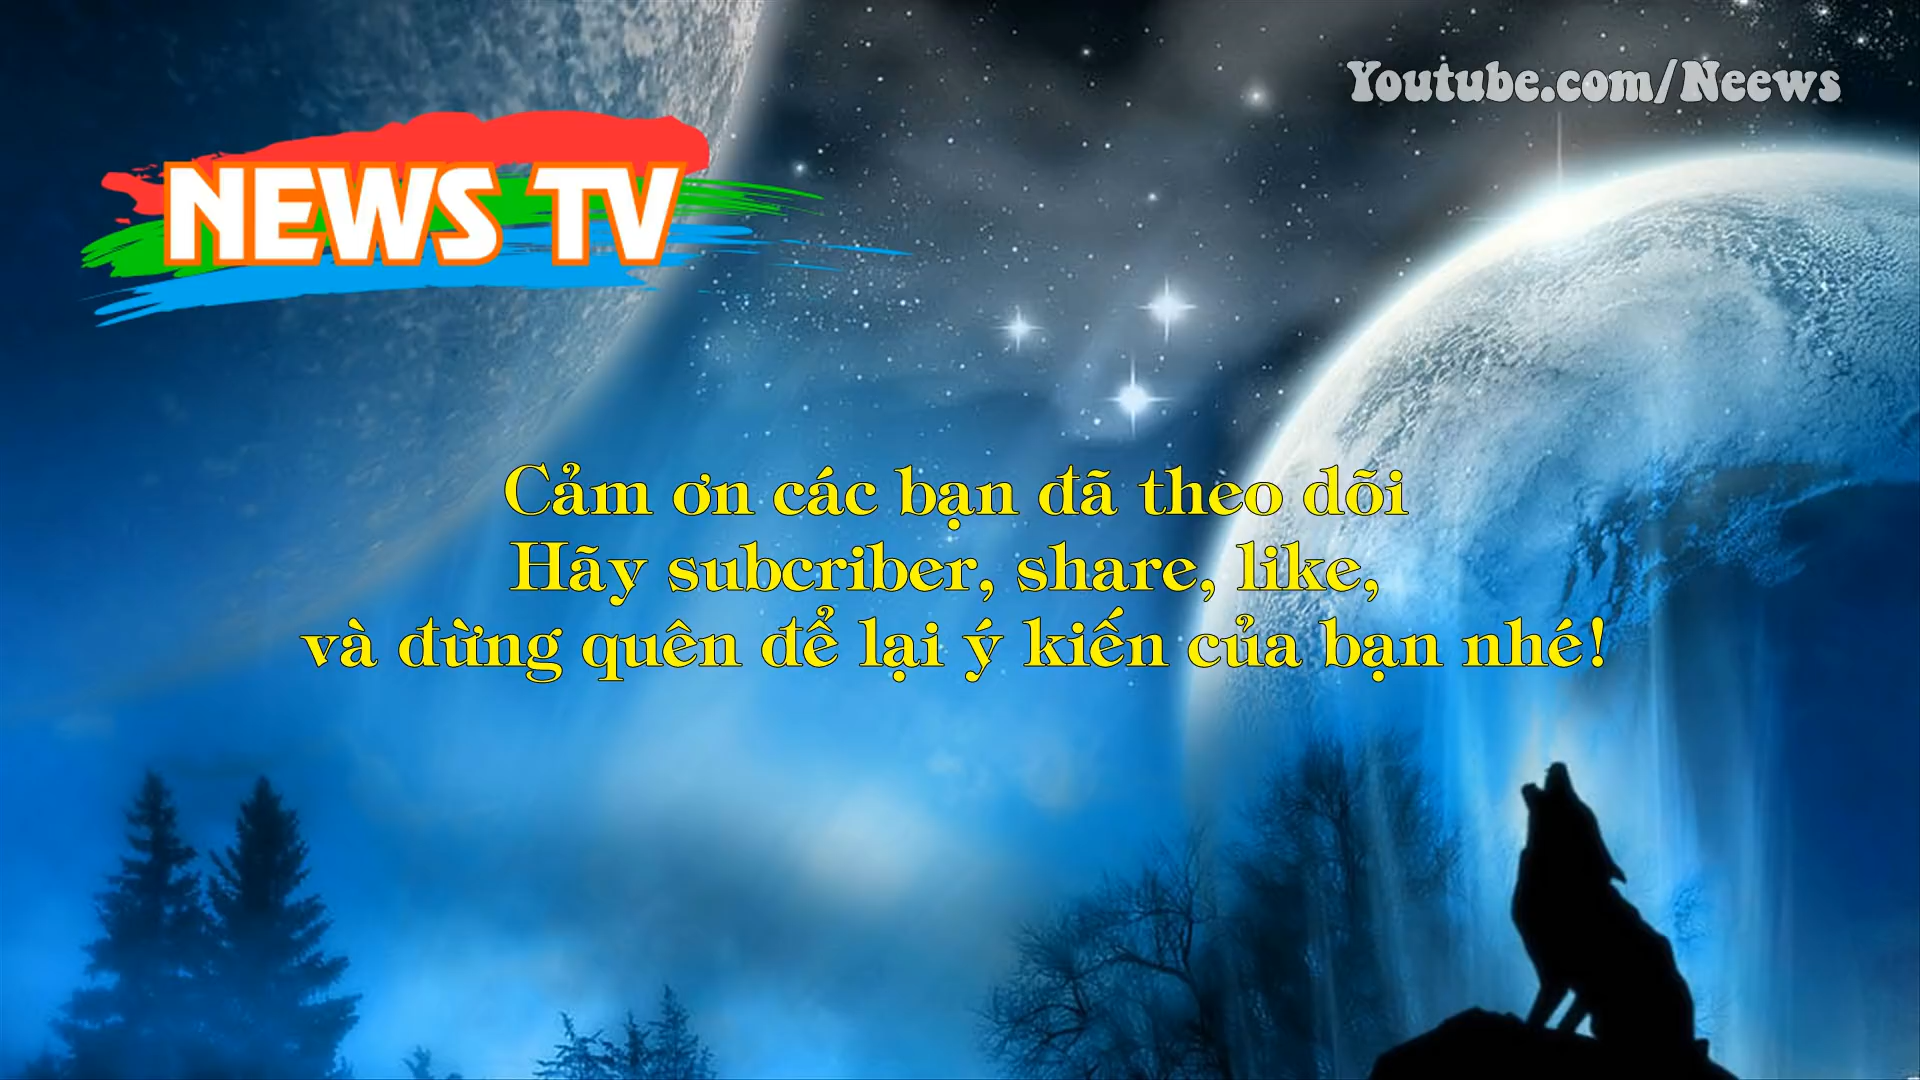 Youtube.com/Neews
NEWS TV
Cảm ơn các bạn đã theo dõi
Hãy subcriber, share, like,
và đừng quên để lại ý kiến của bạn nhé!